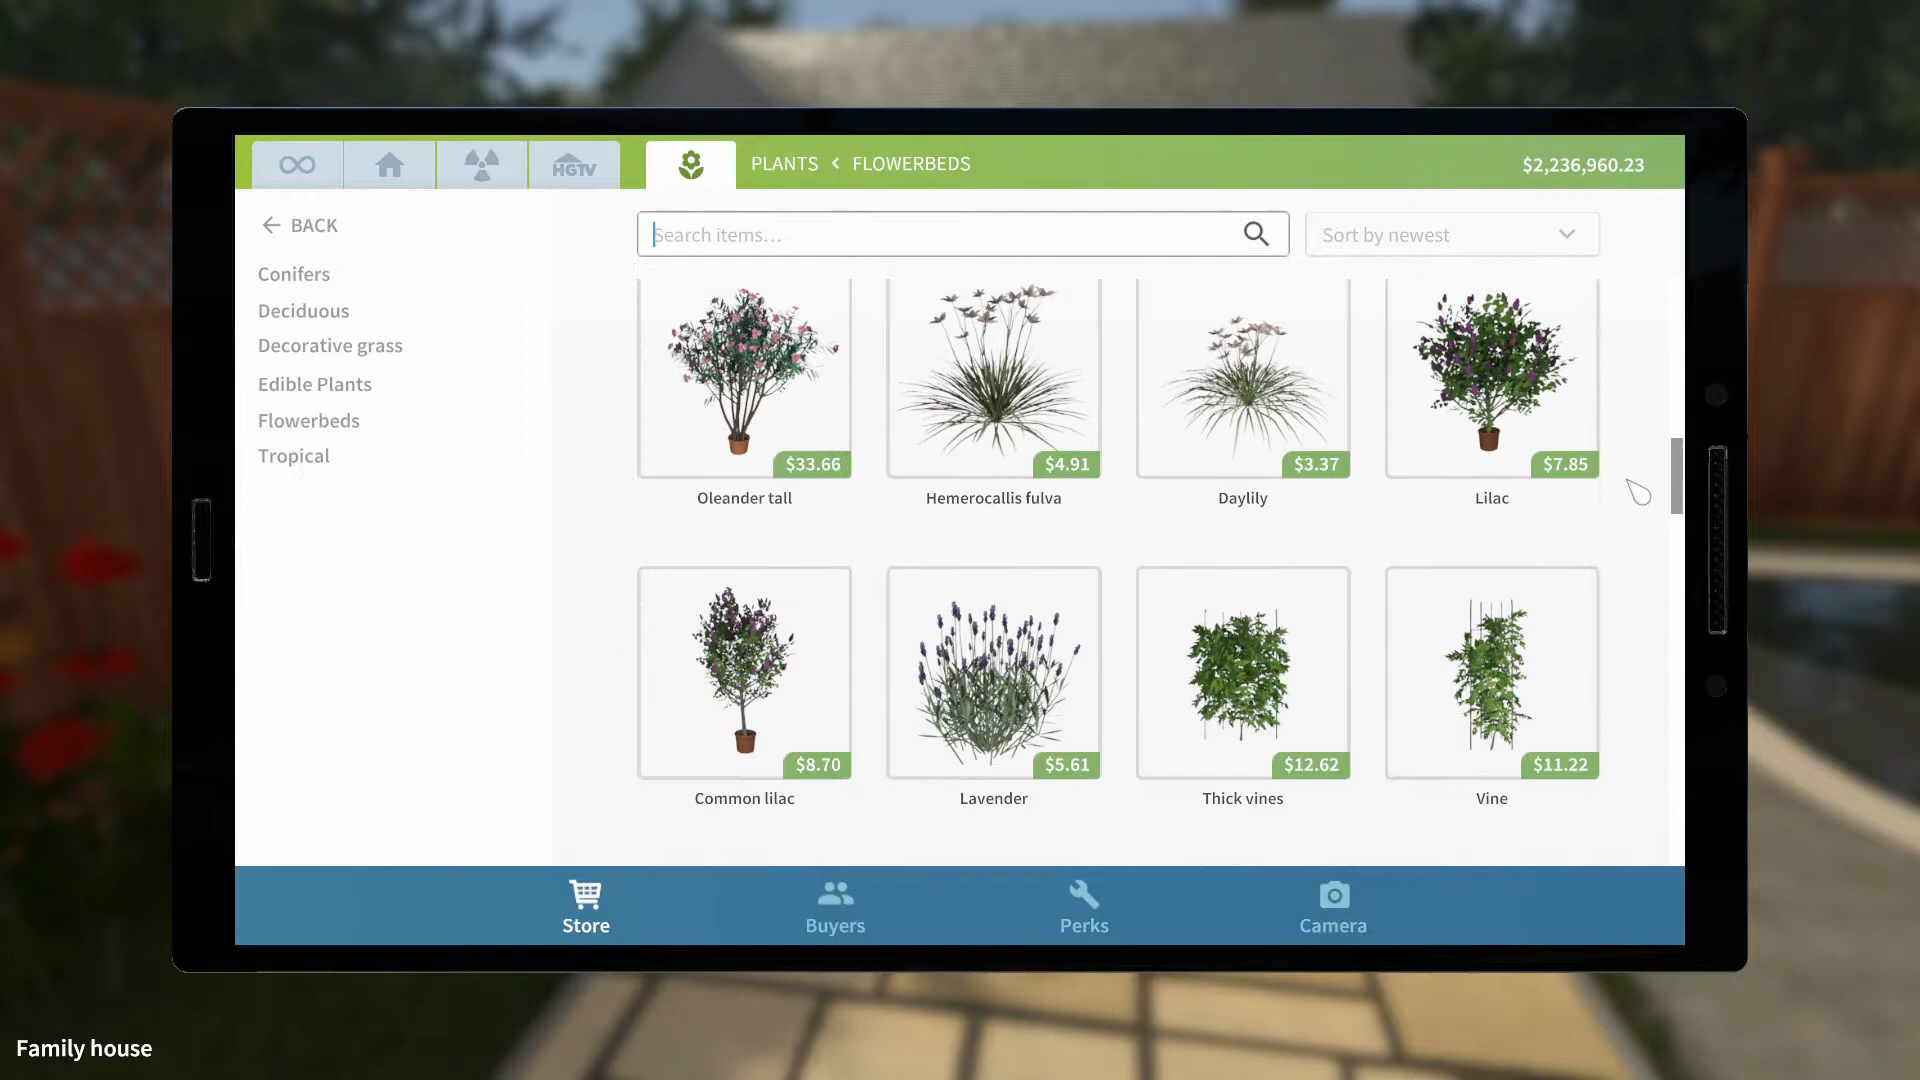 HGTV
PLANTS < FLOWERBEDS
$2,236,960.23
BACK
Conifers
Deciduous
Decorative grass
Edible Plants
Flowerbeds
Tropical
Search items...
Sort by newest
$33.66
$4.91
$3.37
$7.85
Oleander tall
Hemerocallis fulva
Daylily
Lilac
$8.70
$5.61
$12.62
$11.22
Common lilac
Lavender
Thick vines
Vine
Store
Buyers
Perks
Camera
Family house